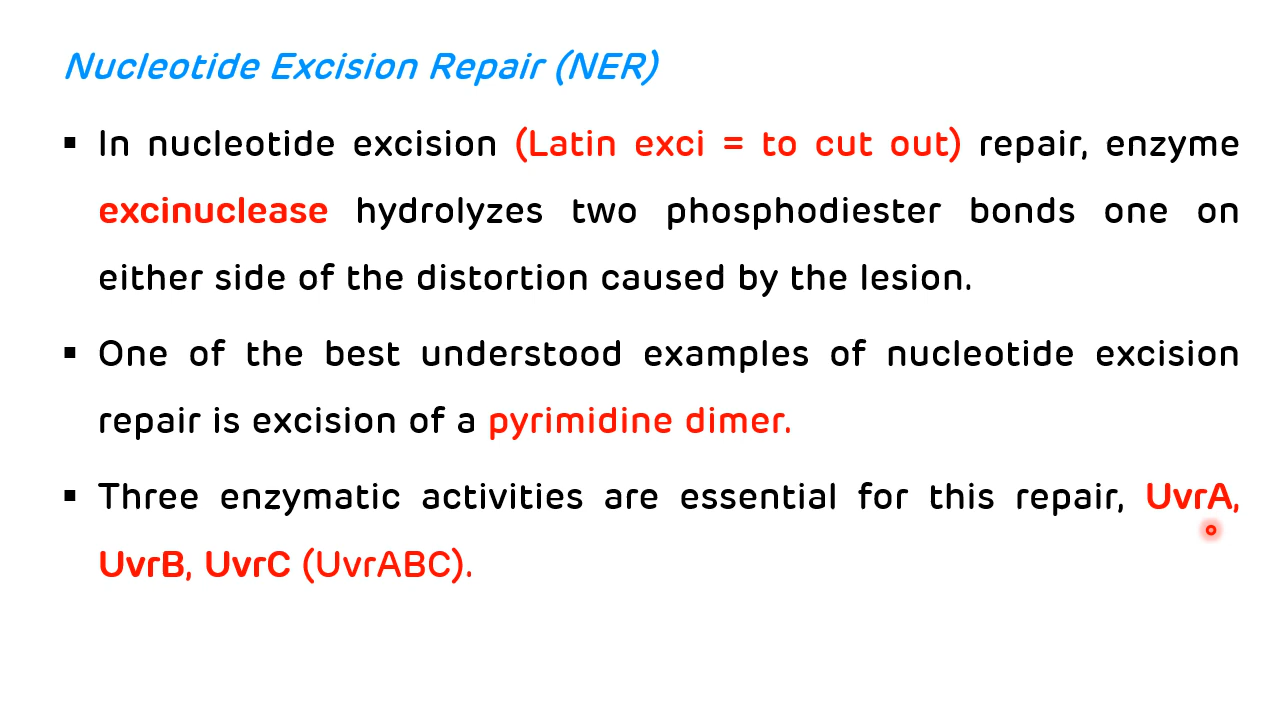 Nucleotide Excision Repair (NER)
▪ In nucleotide excision (Latin exci = to cut out) repair, enzyme
excinuclease hydrolyzes two phosphodiester bonds one on
either side of the distortion caused by the lesion.
▪ One of the best understood examples of nucleotide excision
repair is excision of a pyrimidine dimer.
▪ Three enzymatic activities are essential for this repair, UvrA,
UvrB, UvrC (UvrABC).